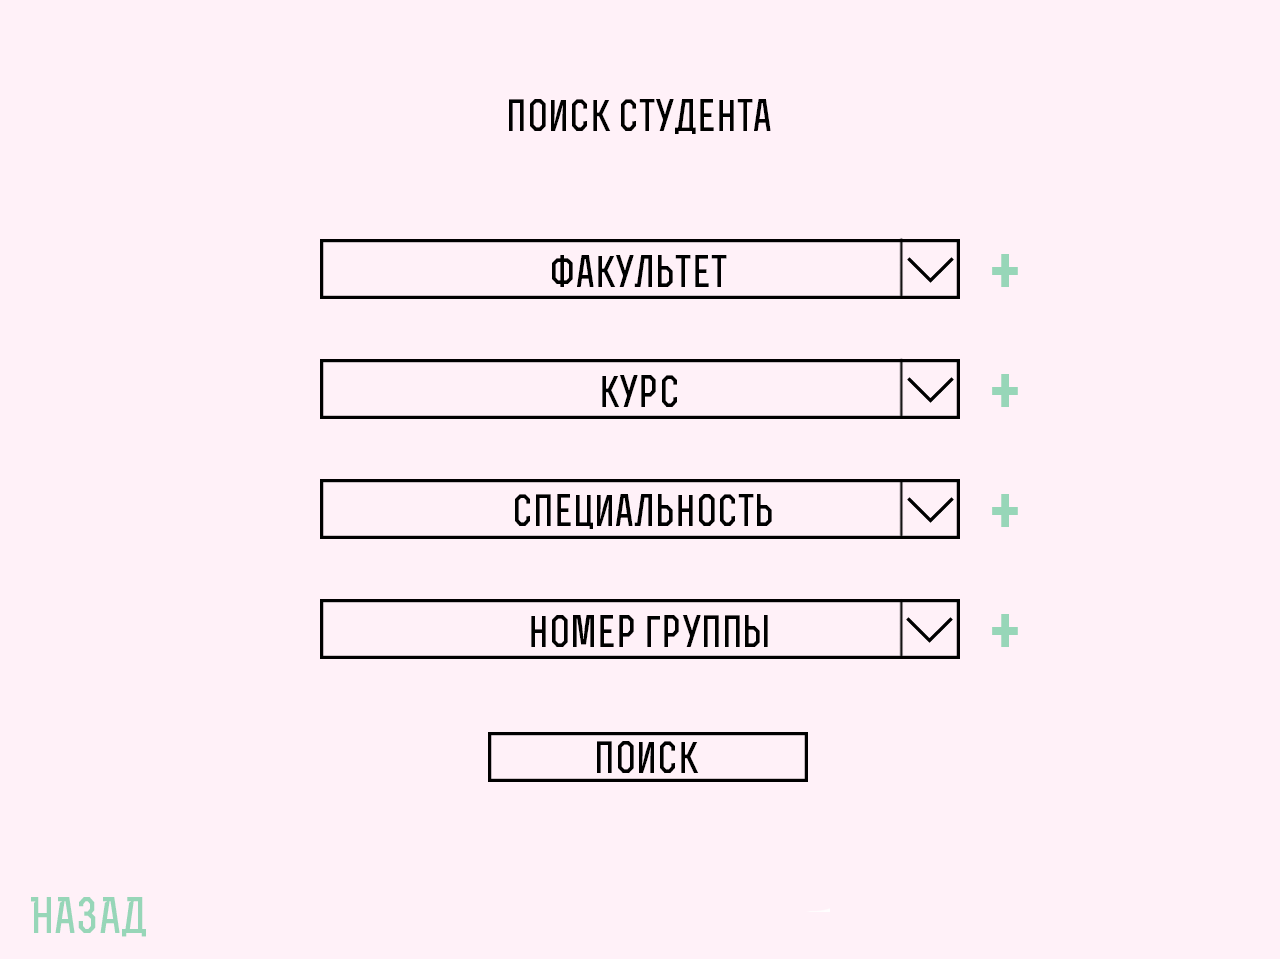 ПОИСК СТУДЕНТА
ФАКУЛЬТЕТ
+
КУРС
+
СПЕЦИАЛЬНОСТЬ
+
НОМЕР ГРУППЫ
+
ПОИСК
НАЗАД